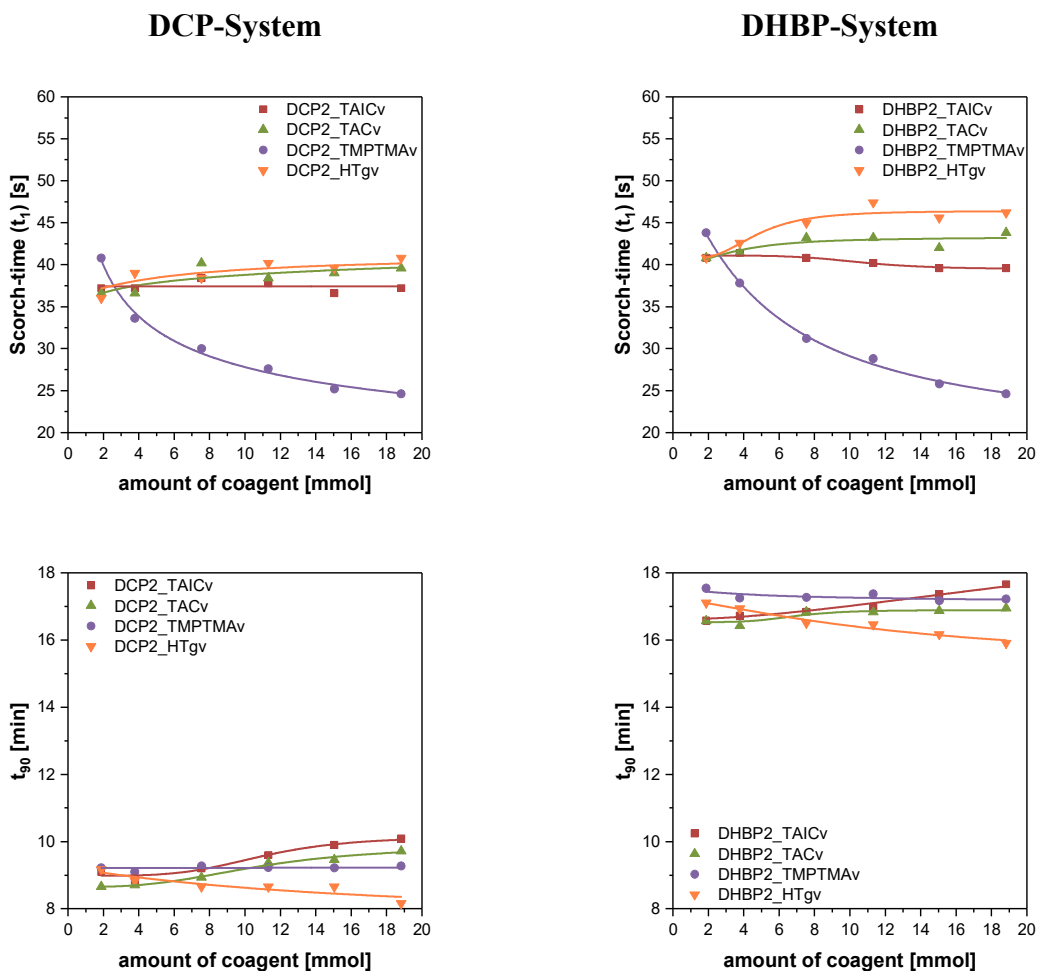 DCP-System
DHBP-System
60
55
50
45
40
35
30
25
20
Scorch-time (t1) [s]
DCP2_TAICv
DCP2_TACv
DCP2_TMPTMAv
DCP2_HTgv
0 2 4 6 8 10 12 14 16 18 20
amount of coagent [mmol]
60
55
50
45
40
35
30
25
20
Scorch-time (t1) [s]
DHBP2_TAICv
DHBP2_TACv
DHBP2_TMPTMAv
DHBP2_HTgv
0 2 4 6 8 10 12 14 16 18 20
amount of coagent [mmol]
18
16
14
12
10
8
t90 [min]
DCP2_TAICv
DCP2_TACv
DCP2_TMPTMAv
DCP2_HTgv
0 2 4 6 8 10 12 14 16 18 20
amount of coagent [mmol]
18
16
14
12
10
8
t90 [min]
DHBP2_TAICv
DHBP2_TACv
DHBP2_TMPTMAv
DHBP2_HTgv
0 2 4 6 8 10 12 14 16 18 20
amount of coagent [mmol]